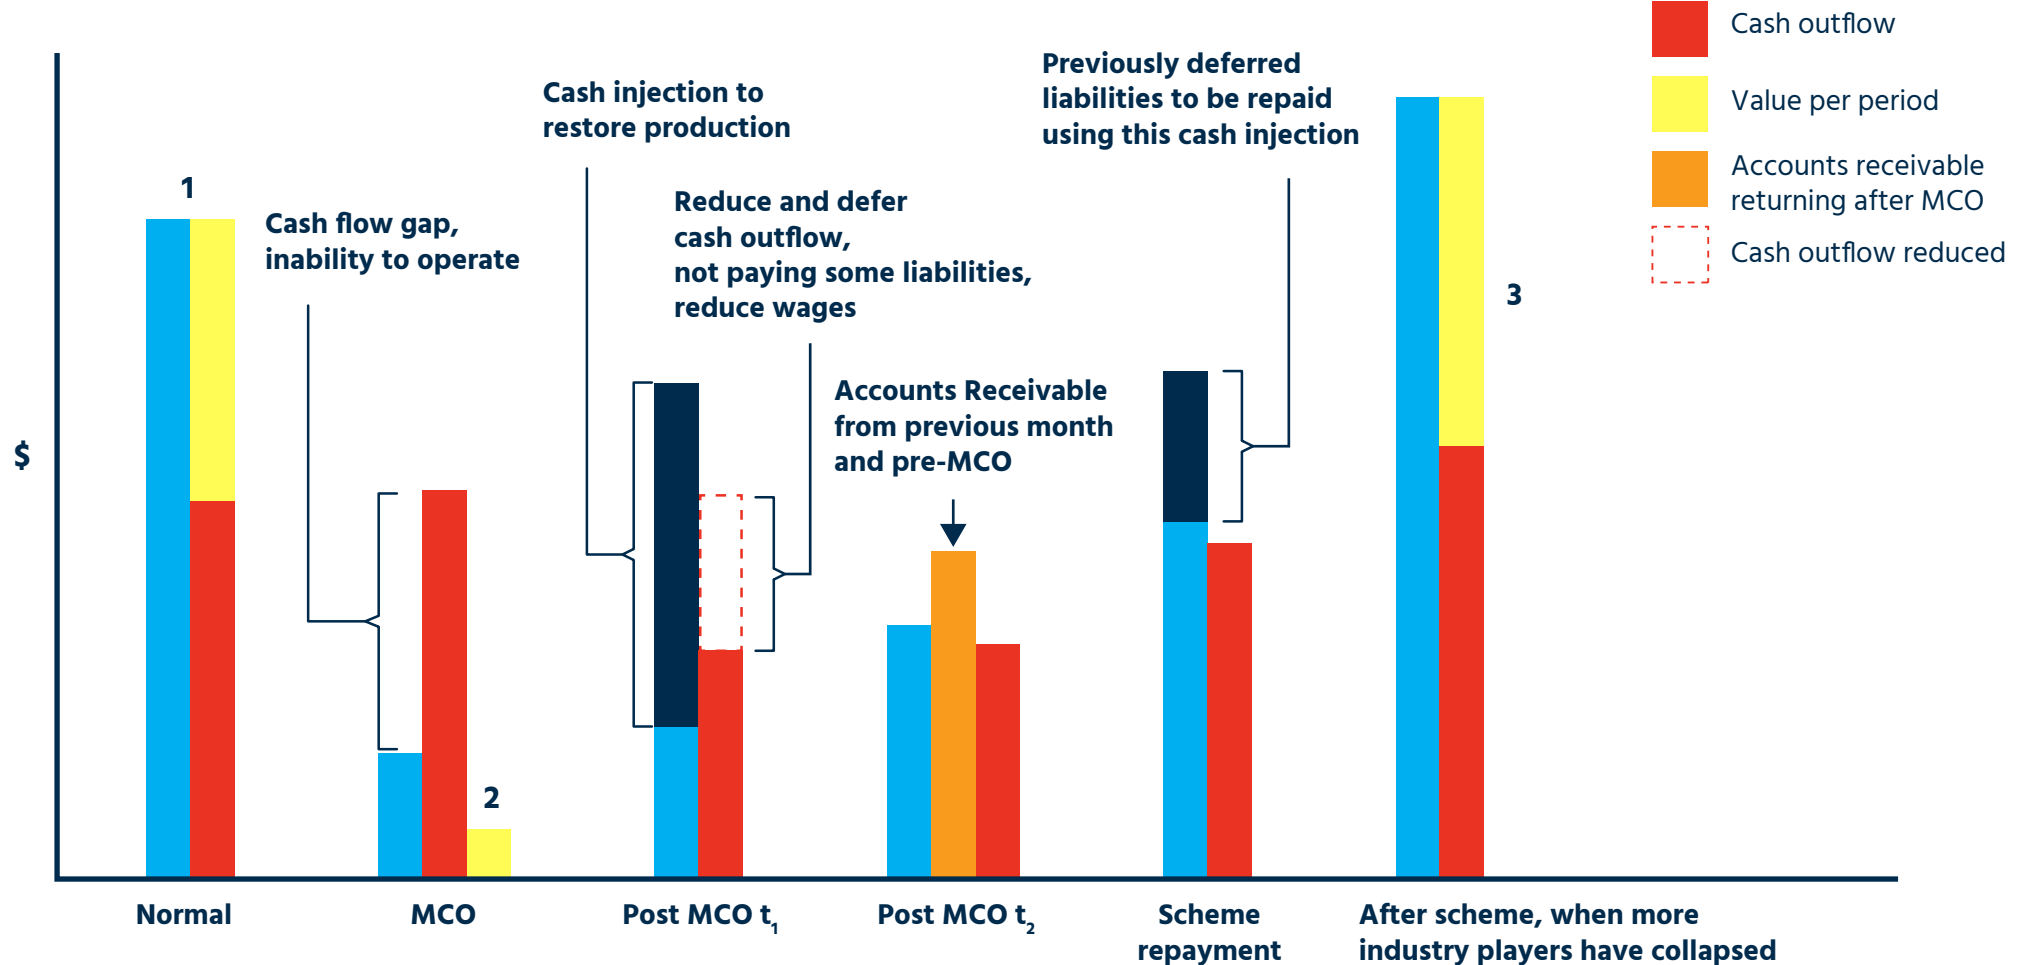 Cash outflow
Value per period
Accounts receivable
returning after MCO
Cash outflow reduced
$
1
Cash flow gap,
inability to operate
2
Cash injection to
restore production
Reduce and defer
cash outflow,
not paying some liabilities,
reduce wages
Accounts Receivable
from previous month
and pre-MCO
Previously deferred
liabilities to be repaid
using this cash injection
3
Normal
MCO
Post MCO t1
Post MCO t2
Scheme
repayment
After scheme, when more
industry players have collapsed